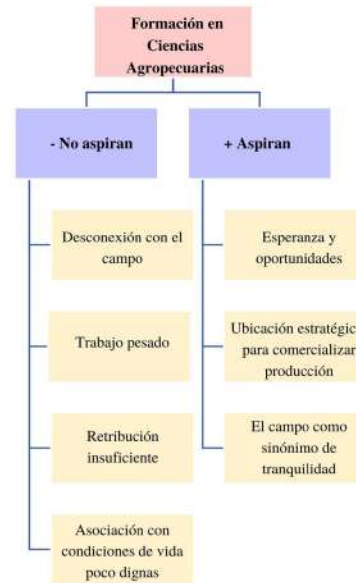 Formación en
Ciencias
Agropecuarias
- No aspiran
+ Aspiran
Desconexión con el
campo
Esperanza y
oportunidades
Trabajo pesado
Ubicación estratégica
para comercializar
producción
Retribución
insuficiente
El campo como
sinónimo de
tranquilidad
Asociación con
condiciones de vida
poco dignas